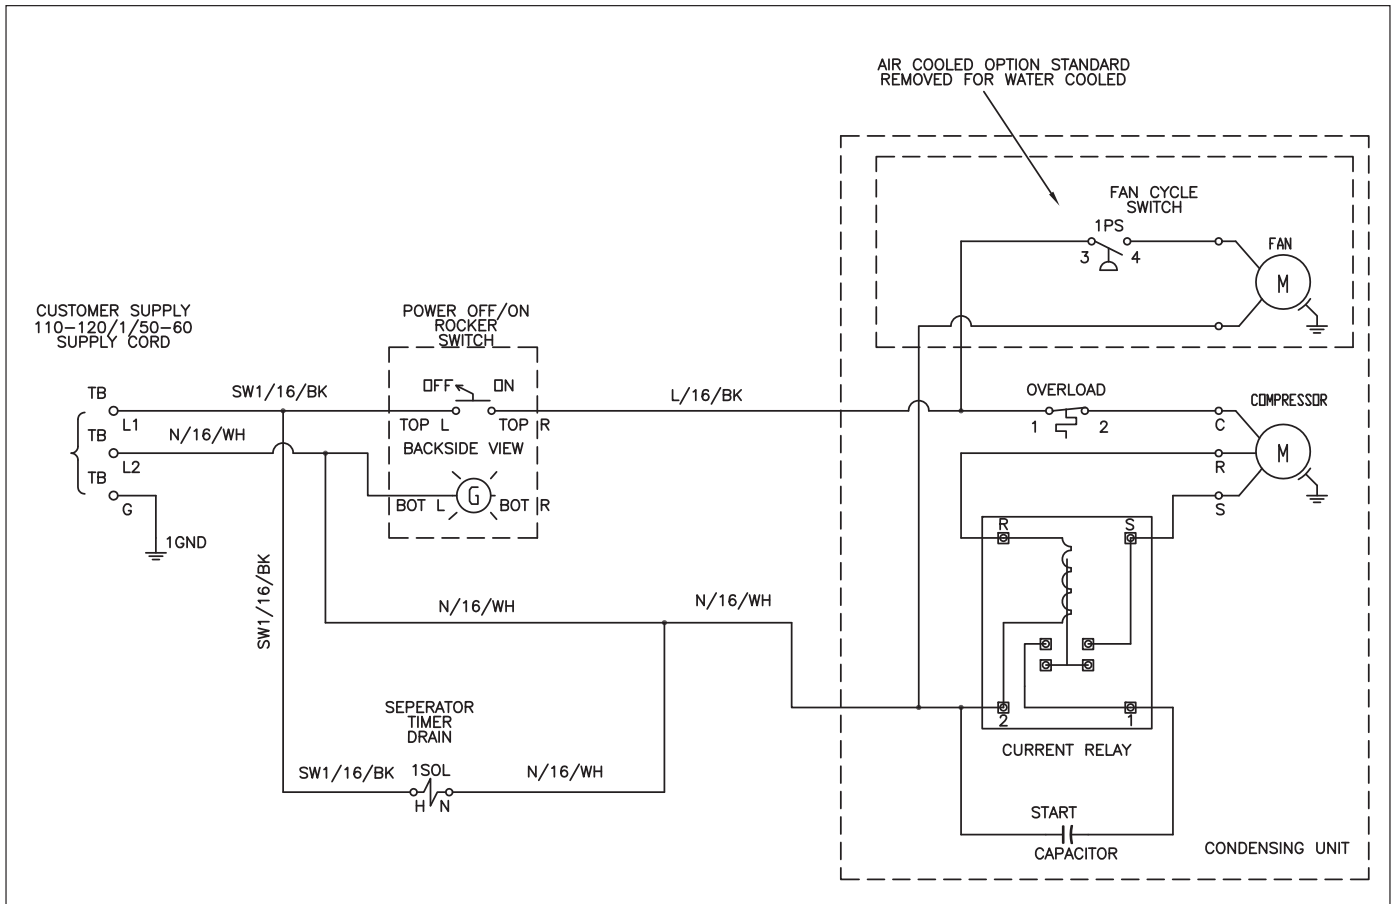 AIR COOLED OPTION STANDARD
REMOVED FOR WATER COOLED
FAN CYCLE
SWITCH
1PS
3
4
FAN
M
CUSTOMER SUPPLY
110-120/1/50-60
SUPPLY CORD
POWER OFF/ON
ROCKER
SWITCH
TB
L1
SW1/16/BK
OFF
ON
TOP L
TOP R
L/16/BK
OVERLOAD
1
2
COMPRESSOR
C
M
TB
L2
N/16/WH
BACKSIDE VIEW
R
TB
G
BOT L
G
BOT R
S
1GND
R
S
SW1/16/BK
N/16/WH
N/16/WH
2
1
CURRENT RELAY
SEPERATOR
TIMER
DRAIN
SW1/16/BK
1SOL
N/16/WH
H
N
START
CAPACITOR
CONDENSING UNIT